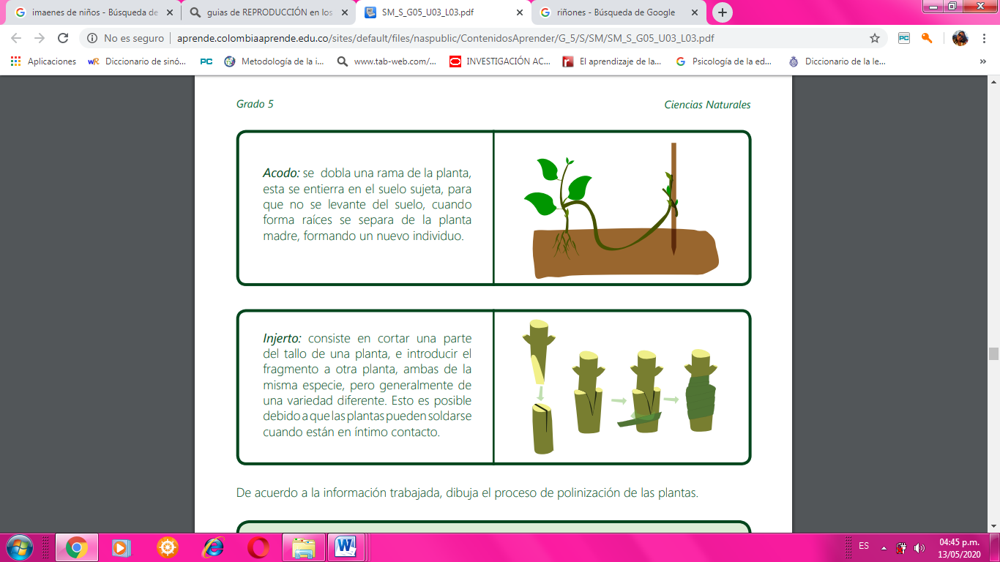 imaenes de niños - Búsqueda de
guias de REPRODUCCIÓN en los
SM_S_G05_U03_L03.pdf
riñones - Búsqueda de Google
No es seguro
aprende.colombiaaprende.edu.co/sites/default/files/naspublic/ContenidosAprender/G_5/S/SM/SM_S_G05_U03_L03.pdf
Aplicaciones
Diccionario de sinó...
PC
Metodología de la i...
www.tab-web.com/...
INVESTIGACIÓN AC...
El aprendizaje de la...
Psicología de la ed...
Diccionario de la le...
»
Grado 5
Ciencias Naturales
Acodo: se dobla una rama de la planta,
esta se entierra en el suelo sujeta, para
que no se levante del suelo, cuando
forma raíces se separa de la planta
madre, formando un nuevo individuo.
Injerto: consiste en cortar una parte
del tallo de una planta, e introducir el
fragmento a otra planta, ambas de la
misma especie, pero generalmente de
una variedad diferente. Esto es posible
debido a que las plantas pueden soldarse
cuando están en íntimo contacto.
De acuerdo a la información trabajada, dibuja el proceso de polinización de las plantas.
ES
04:45 p.m.
13/05/2020